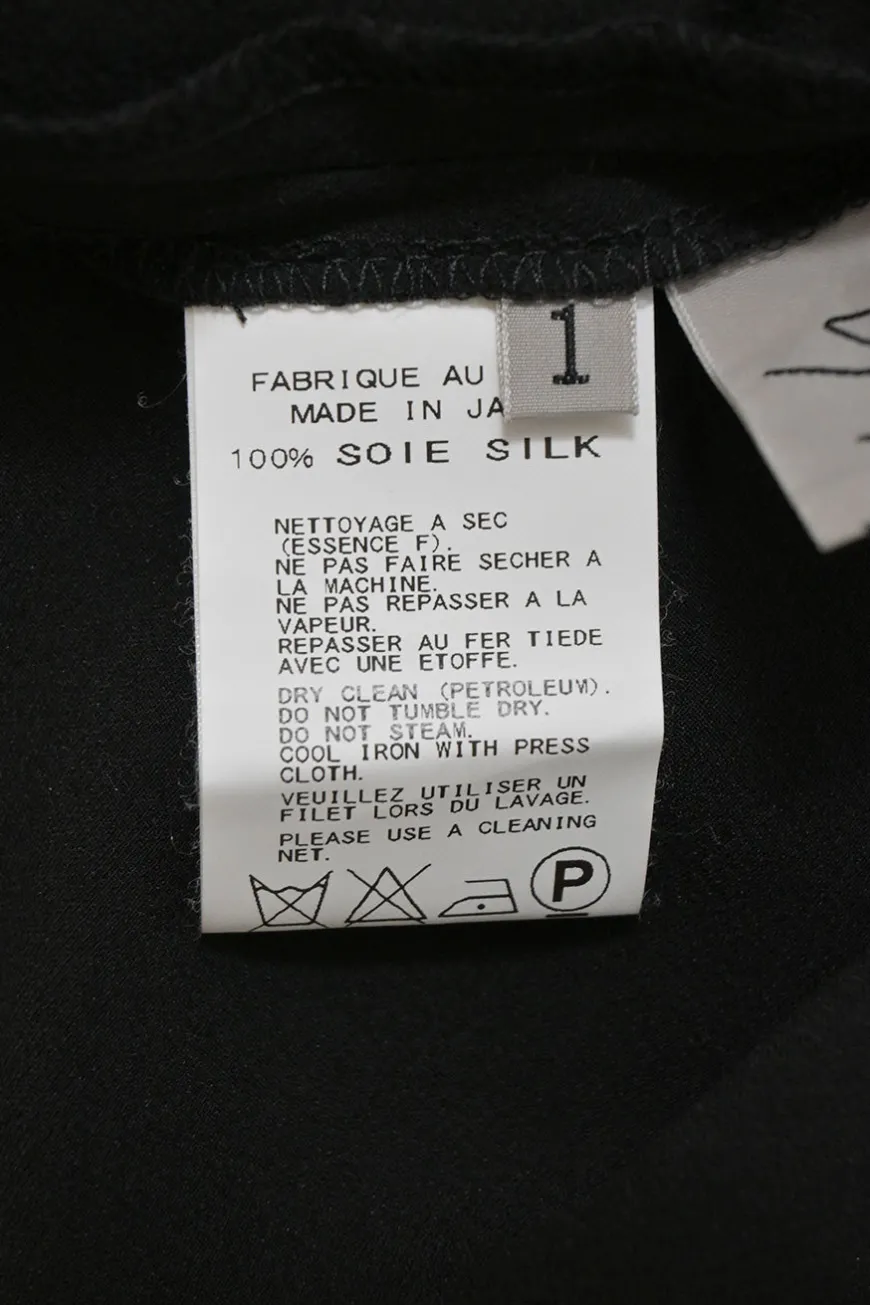 1
FABRIQUE AU
MADE IN JA
100% SOIE SILK
NETTOYAGE A SEC
(ESSENCE F).
NE PAS FAIRE SECHER A
LA MACHINE.
NE PAS REPASSER A LA
VAPEUR.
REPASSER AU FER TIEDE
AVEC UNE ETOFFE.
DRY CLEAN (PETROLEUM).
DO NOT TUMBLE DRY.
DO NOT STEAM.
COOL IRON WITH PRESS
CLOTH.
VEUILLEZ UTILISER UN
FILET LORS DU LAVAGE.
PLEASE USE A CLEANING
NET.
P